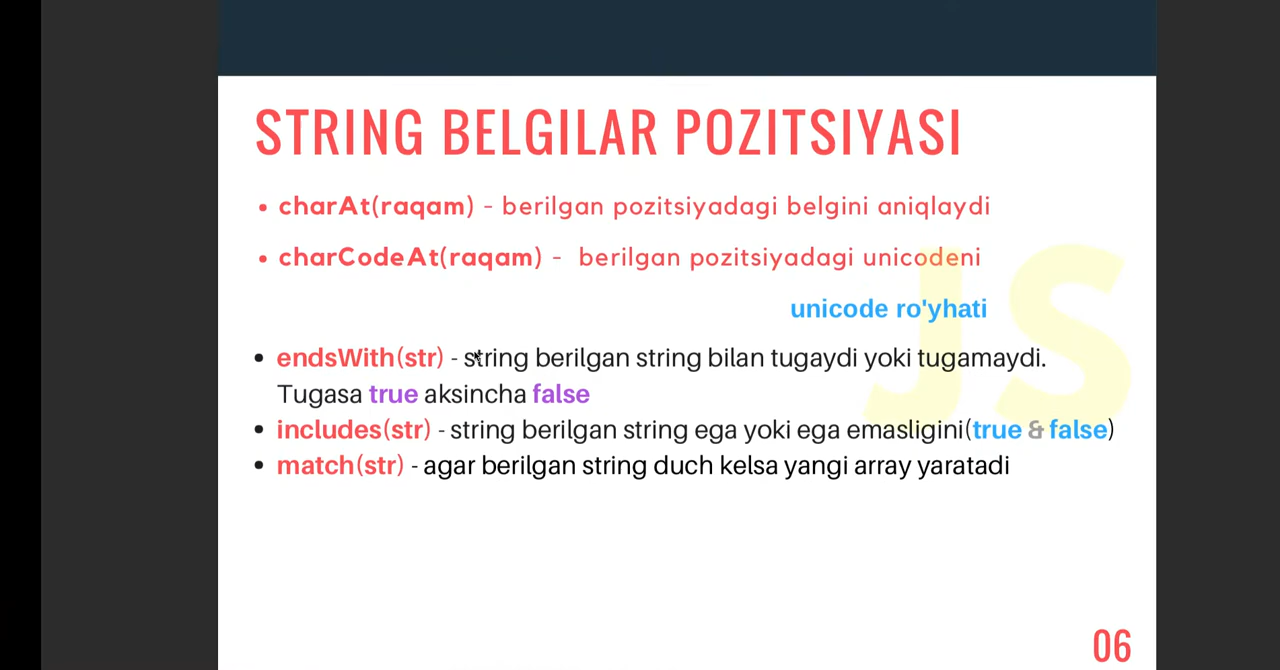 STRING BELGILAR POZITSIYASI
• charAt(raqam) - berilgan pozitsiyadagi belgini aniqlaydi
• charCodeAt(raqam) - berilgan pozitsiyadagi unicodeni
unicode ro'yhati
• endsWith(str) - string berilgan string bilan tugaydi yoki tugamaydi.
Tugasa true aksincha false
• includes(str) - string berilgan string ega yoki ega emasligini(true & false)
• match(str) - agar berilgan string duch kelsa yangi array yaratadi
JS
06